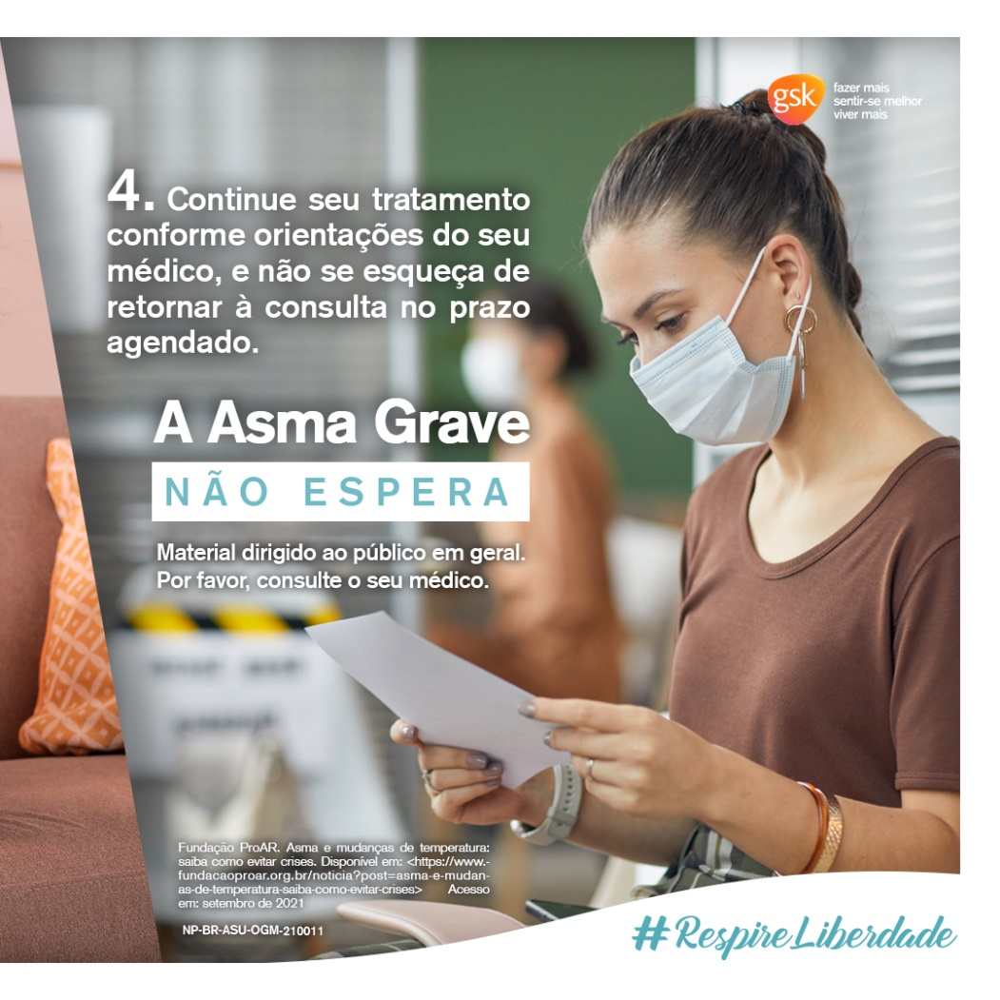 gsk
fazer mais
sentir-se melhor
viver mais
4. Continue seu tratamento
conforme orientações do seu
médico, e não se esqueça de
retornar à consulta no prazo
agendado.
A Asma Grave
NÃO ESPERA
Material dirigido ao público em geral.
Por favor, consulte o seu médico.
Fundação ProAR. Asma e mudanças de temperatura:
saiba como evitar crises. Disponível em: <https://www.-
fundacaoproar.org.br/noticia?post=asma-e-mudan-
as-de-temperatura-saiba-como-evitar-crises> Acesso
em: setembro de 2021
NP-BR-ASU-OGM-210011
#RespireLiberdade